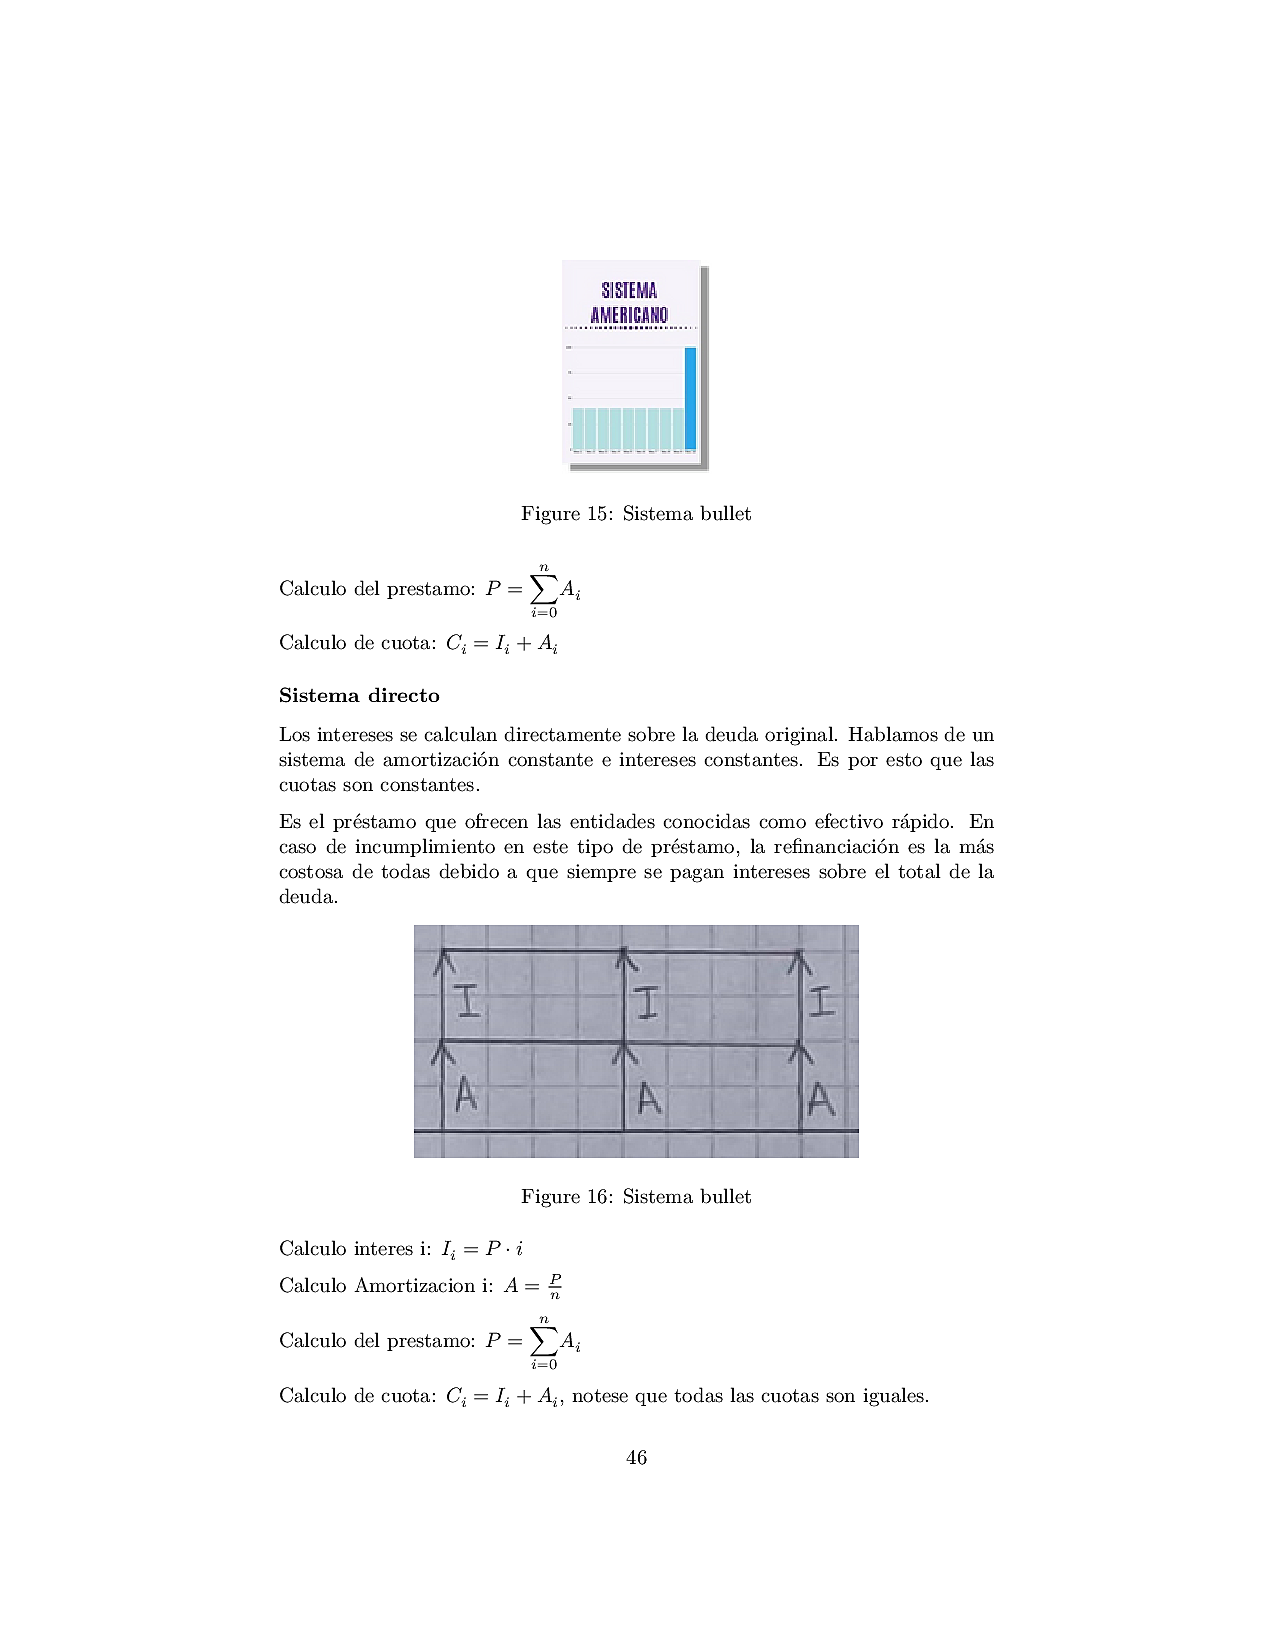 SISTEMA
AMERICANO
Figure 15: Sistema bullet
Calculo del prestamo: P = ∑_{i=0}^{n} A_i
Calculo de cuota: C_i = I_i + A_i
Sistema directo
Los intereses se calculan directamente sobre la deuda original. Hablamos de un
sistema de amortización constante e intereses constantes. Es por esto que las
cuotas son constantes.
Es el préstamo que ofrecen las entidades conocidas como efectivo rápido. En
caso de incumplimiento en este tipo de préstamo, la refinanciación es la más
costosa de todas debido a que siempre se pagan intereses sobre el total de la
deuda.
I I I
A A A
Figure 16: Sistema bullet
Calculo interes i: I_i = P · i
Calculo Amortizacion i: A = P/n
Calculo del prestamo: P = ∑_{i=0}^{n} A_i
Calculo de cuota: C_i = I_i + A_i, notese que todas las cuotas son iguales.
46